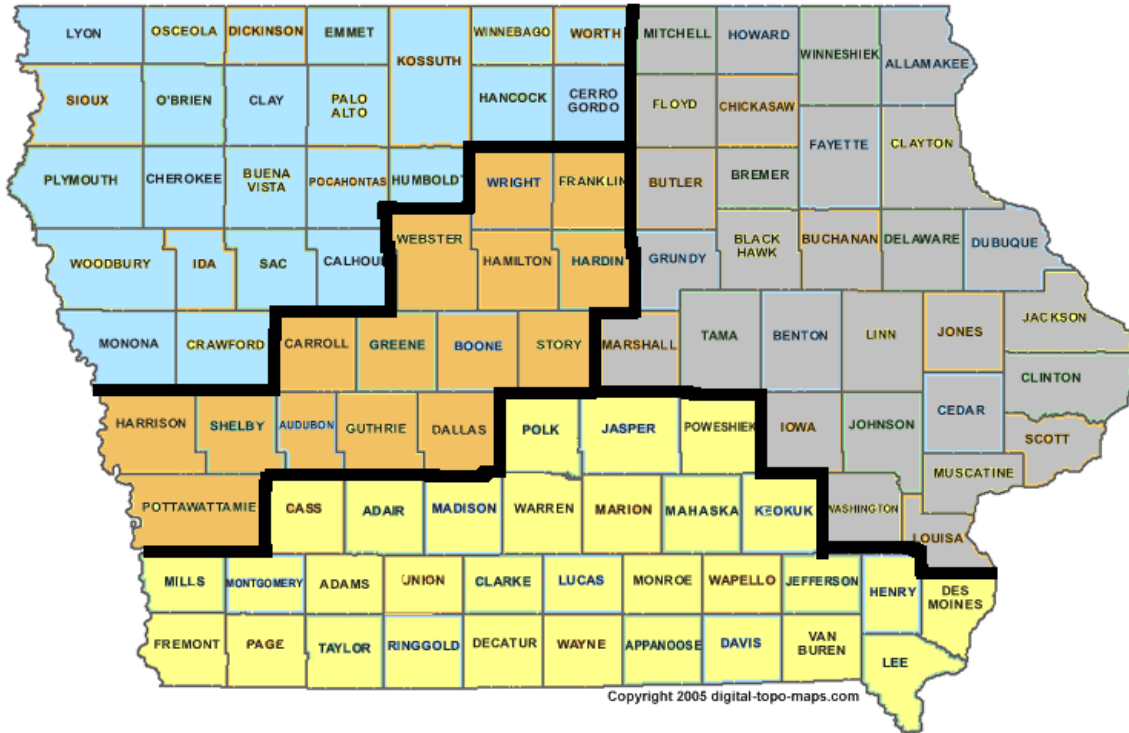 LYON
OSCEOLA
DICKINSON
EMMET
KOSSUTH
WINNEBAGO
WORTH
MITCHELL
HOWARD
WINNESHIEK
ALLAMAKEE
SIOUX
O'BRIEN
CLAY
PALO
ALTO
HANCOCK
CERRO
GORDO
FLOYD
CHICKASAW
FAYETTE
CLAYTON
PLYMOUTH
CHEROKEE
BUENA
VISTA
POCAHONTAS
HUMBOLDT
WRIGHT
FRANKLIN
BUTLER
BREMER
WOODBURY
IDA
SAC
CALHOU
WEBSTER
HAMILTON
HARDIN
GRUNDY
BLACK
HAWK
BUCHANAN
DELAWARE
DUBUQUE
MONONA
CRAWFORD
CARROLL
GREENE
BOONE
STORY
MARSHALL
TAMA
BENTON
LINN
JONES
JACKSON
CLINTON
HARRISON
SHELBY
AUDUBON
GUTHRIE
DALLAS
POLK
JASPER
POWESHIEK
IOWA
JOHNSON
CEDAR
SCOTT
MUSCATINE
POTTAWATTAMIE
CASS
ADAIR
MADISON
WARREN
MARION
MAHASKA
KEOKUK
WASHINGTON
LOUISA
MILLS
MONTGOMERY
ADAMS
UNION
CLARKE
LUCAS
MONROE
WAPELLO
JEFFERSON
HENRY
DES
MOINES
FREMONT
PAGE
TAYLOR
RINGGOLD
DECATUR
WAYNE
APPANOOSE
DAVIS
VAN
BUREN
LEE
Copyright 2005 digital-topo-maps.com